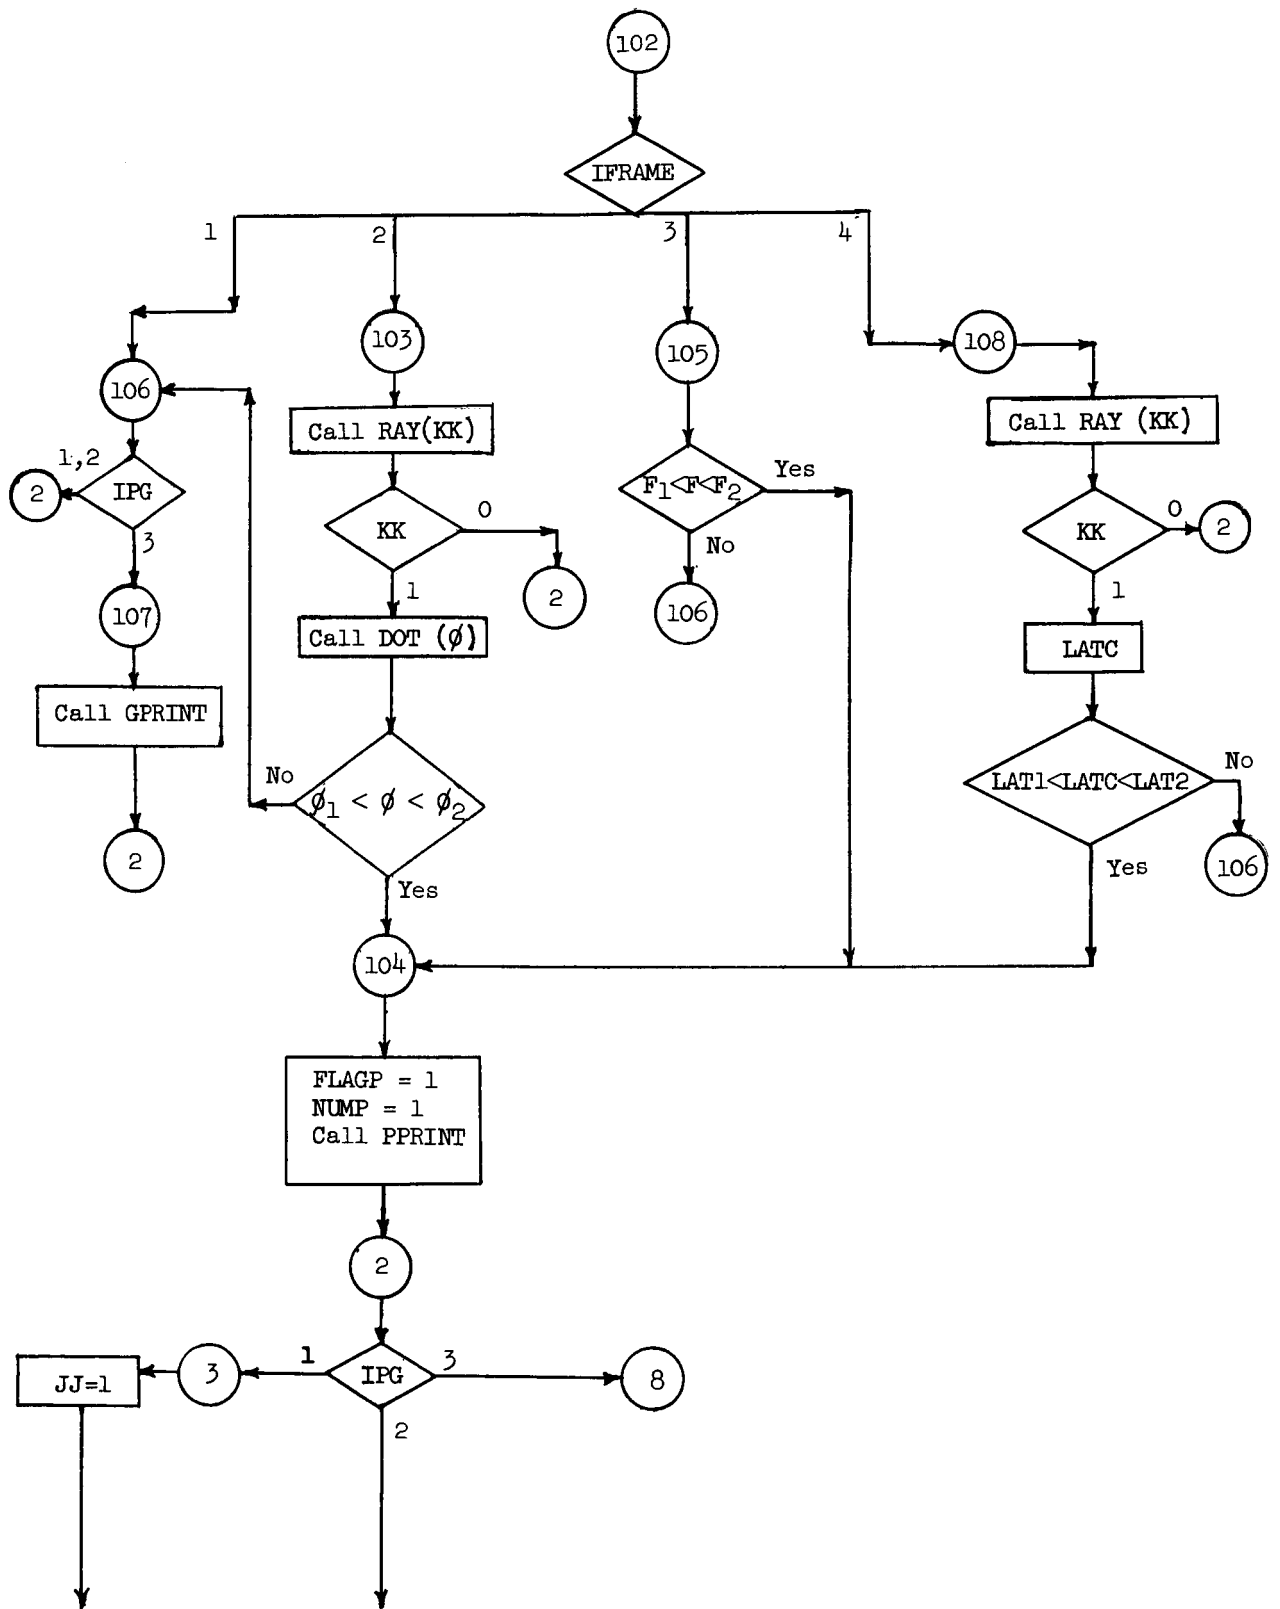 102
IFRAME
1
2
3
4
103
105
108
106
Call RAY(KK)
Call RAY (KK)
1,2
IPG
2
3
KK
0
2
1
F₁<F<F₂
Yes
No
106
KK
0
2
1
107
Call DOT (ø)
LATC
Call GPRINT
No
ø₁ < ø < ø₂
Yes
LAT1<LATC<LAT2
No
106
Yes
2
104
FLAGP = 1
NUMP = 1
Call PPRINT
2
JJ=1
3
1
IPG
3
8
2